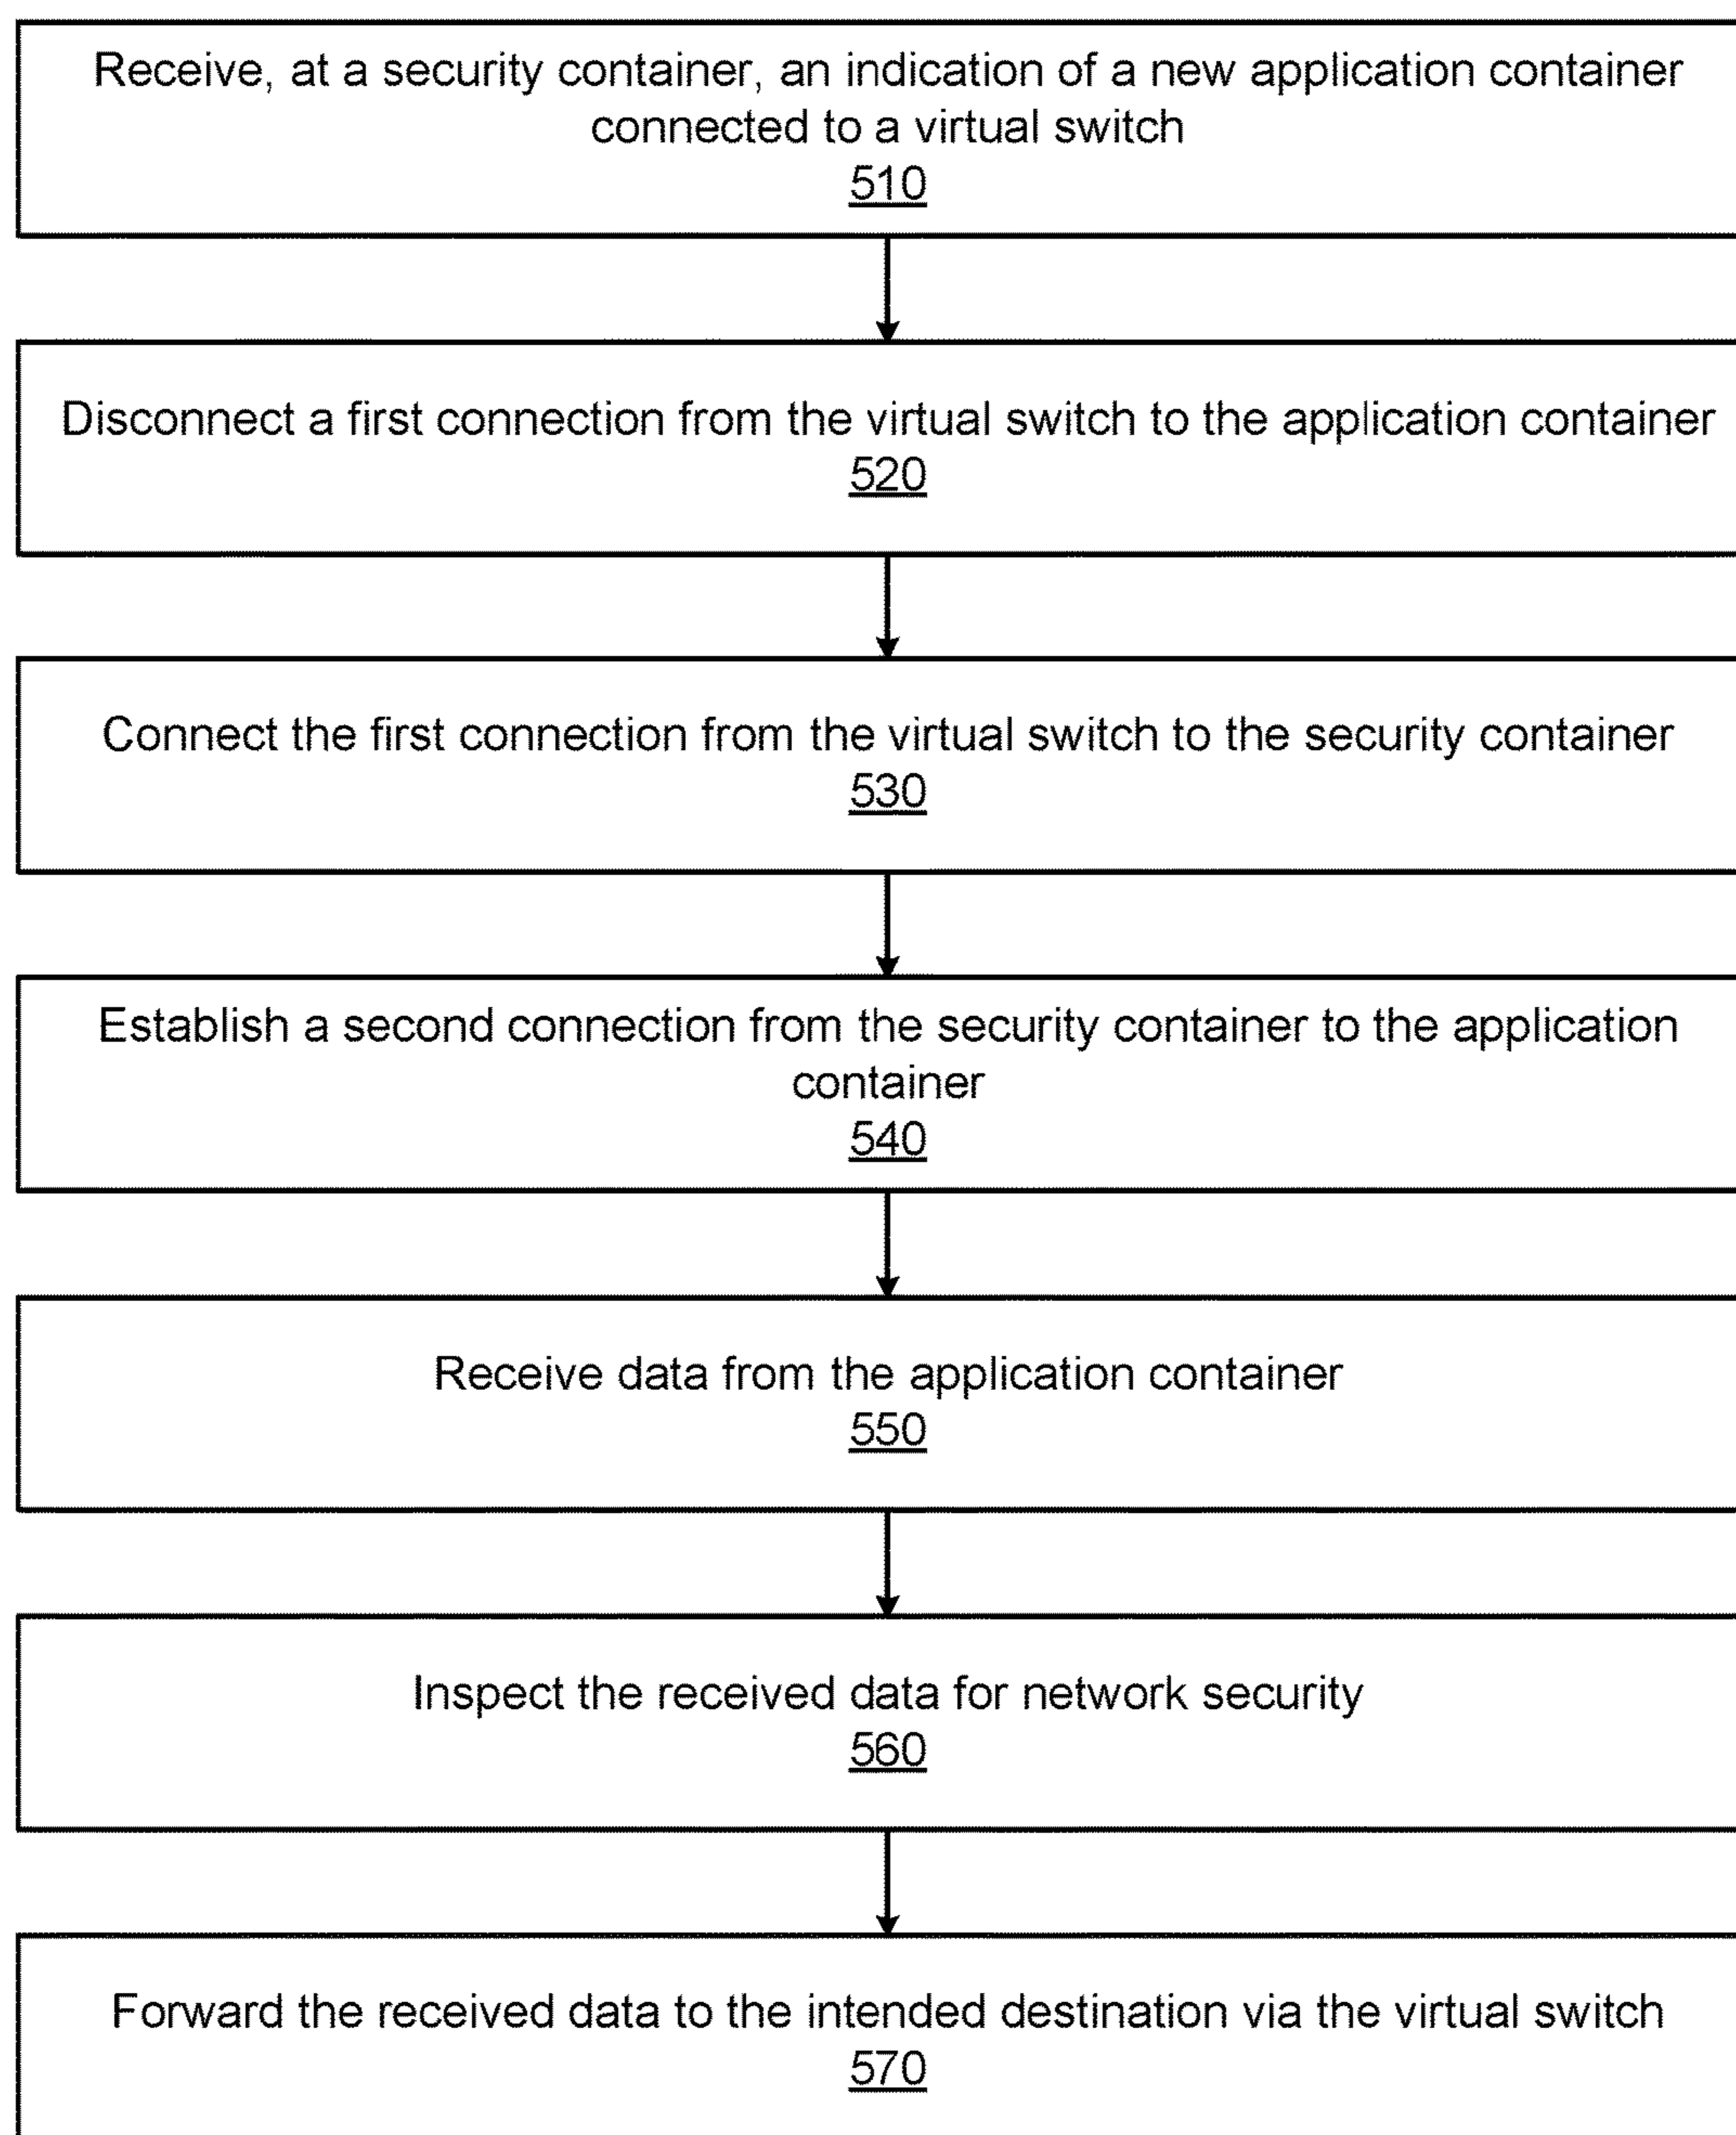 Receive, at a security container, an indication of a new application container
connected to a virtual switch
510
Disconnect a first connection from the virtual switch to the application container
520
Connect the first connection from the virtual switch to the security container
530
Establish a second connection from the security container to the application
container
540
Receive data from the application container
550
Inspect the received data for network security
560
Forward the received data to the intended destination via the virtual switch
570